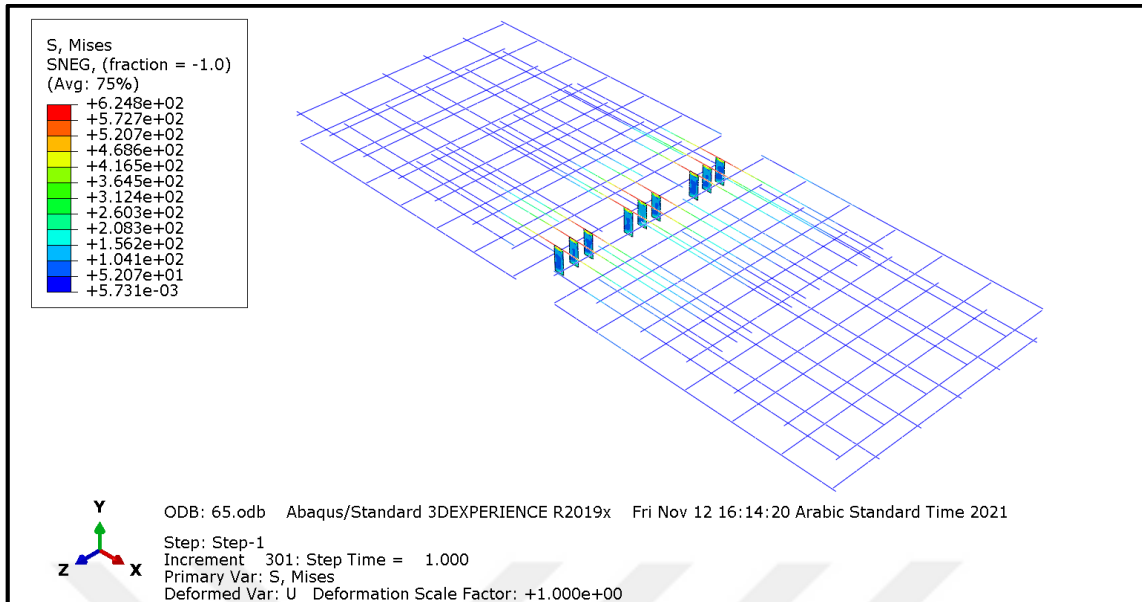 S, Mises
SNEG, (fraction = -1.0)
(Avg: 75%)
+6.248e+02
+5.727e+02
+5.207e+02
+4.686e+02
+4.165e+02
+3.645e+02
+3.124e+02
+2.603e+02
+2.083e+02
+1.562e+02
+1.041e+02
+5.207e+01
+5.731e-03
Y
Z
X
ODB: 65.odb Abaqus/Standard 3DEXPERIENCE R2019x Fri Nov 12 16:14:20 Arabic Standard Time 2021
Step: Step-1
Increment 301: Step Time = 1.000
Primary Var: S, Mises
Deformed Var: U Deformation Scale Factor: +1.000e+00